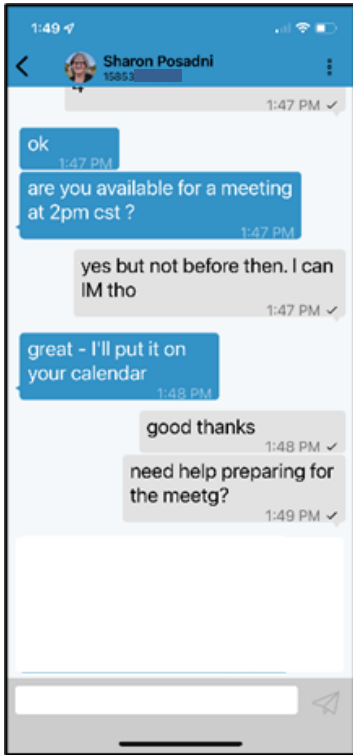 1:49
Sharon Posadni
15853
1:47 PM
ok
1:47 PM
are you available for a meeting
at 2pm cst ?
1:47 PM
yes but not before then. I can
IM tho
1:47 PM
great - I'll put it on
your calendar
1:48 PM
good thanks
1:48 PM
need help preparing for
the meetg?
1:49 PM